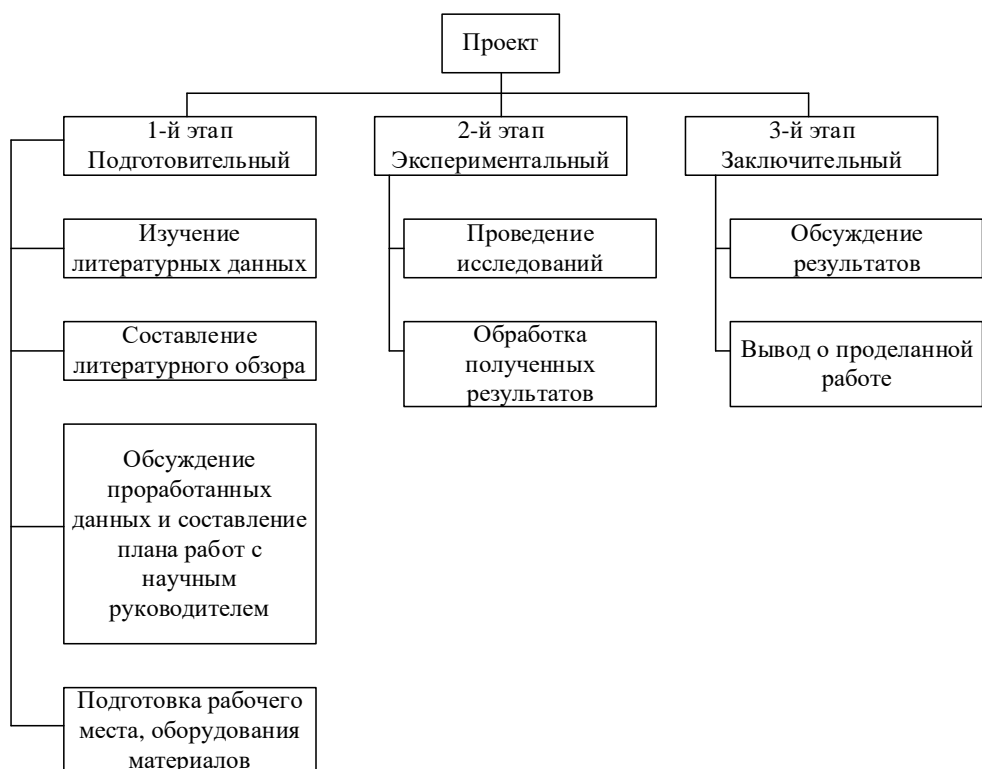 Проект
1-й этап
Подготовительный
2-й этап
Экспериментальный
3-й этап
Заключительный
Изучение
литературных данных
Проведение
исследований
Обсуждение
результатов
Составление
литературного обзора
Обработка
полученных
результатов
Вывод о проделанной
работе
Обсуждение
проработанных
данных и составление
плана работ с
научным
руководителем
Подготовка рабочего
места, оборудования
материалов